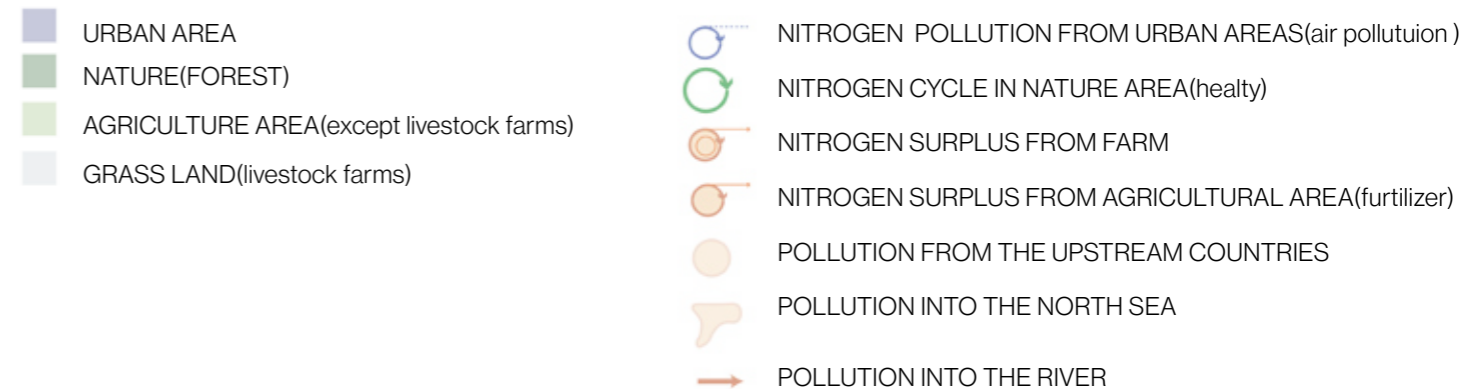 URBAN AREA
NATURE(FOREST)
AGRICULTURE AREA(except livestock farms)
GRASS LAND(livestock farms)
NITROGEN POLLUTION FROM URBAN AREAS(air pollutuion )
NITROGEN CYCLE IN NATURE AREA(healty)
NITROGEN SURPLUS FROM FARM
NITROGEN SURPLUS FROM AGRICULTURAL AREA(furtilizer)
POLLUTION FROM THE UPSTREAM COUNTRIES
POLLUTION INTO THE NORTH SEA
POLLUTION INTO THE RIVER